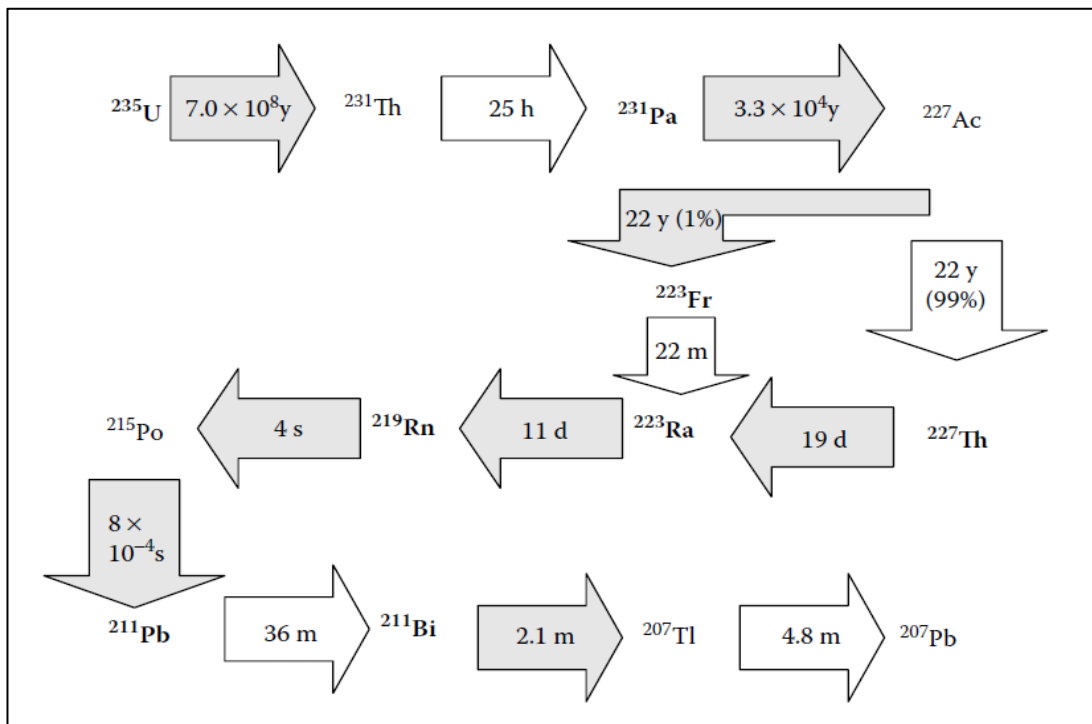 ²³⁵U 7.0 × 10⁸y ²³¹Th 25 h ²³¹Pa 3.3 × 10⁴y ²²⁷Ac
22 y (1%)
22 y
(99%)
²²³Fr
22 m
²¹⁵Po 4 s ²¹⁹Rn 11 d ²²³Ra 19 d ²²⁷Th
8 ×
10⁻⁴s
²¹¹Pb 36 m ²¹¹Bi 2.1 m ²⁰⁷Tl 4.8 m ²⁰⁷Pb